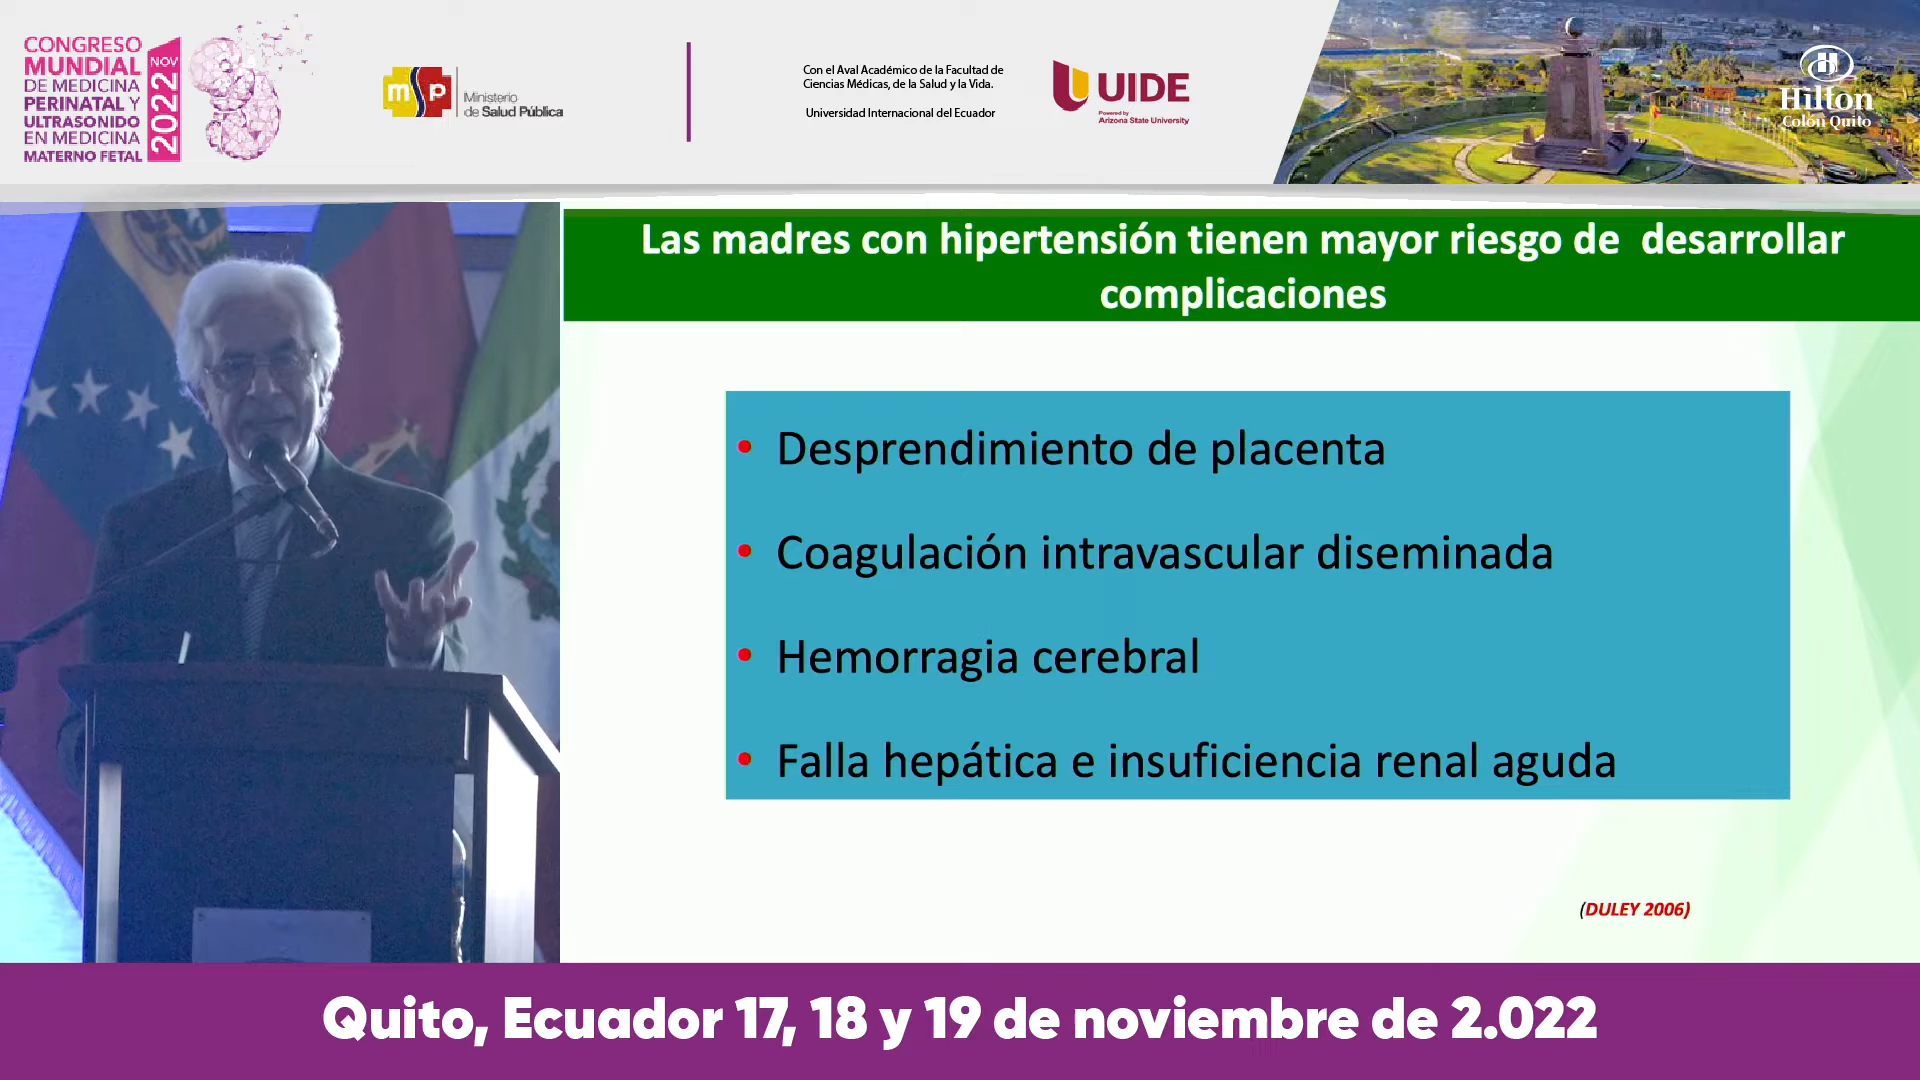 CONGRESO
MUNDIAL
DE MEDICINA
PERINATAL Y
ULTRASONIDO
EN MEDICINA
MATERNO FETAL
NOV
2022
msp
Ministerio
de Salud Pública
Con el Aval Académico de la Facultad de
Ciencias Médicas, de la Salud y la Vida.
Universidad Internacional del Ecuador
UIDE
Powered by
Arizona State University
H
Hilton
Colón Quito
Las madres con hipertensión tienen mayor riesgo de desarrollar
complicaciones
• Desprendimiento de placenta
• Coagulación intravascular diseminada
• Hemorragia cerebral
• Falla hepática e insuficiencia renal aguda
(DULEY 2006)
Quito, Ecuador 17, 18 y 19 de noviembre de 2.022